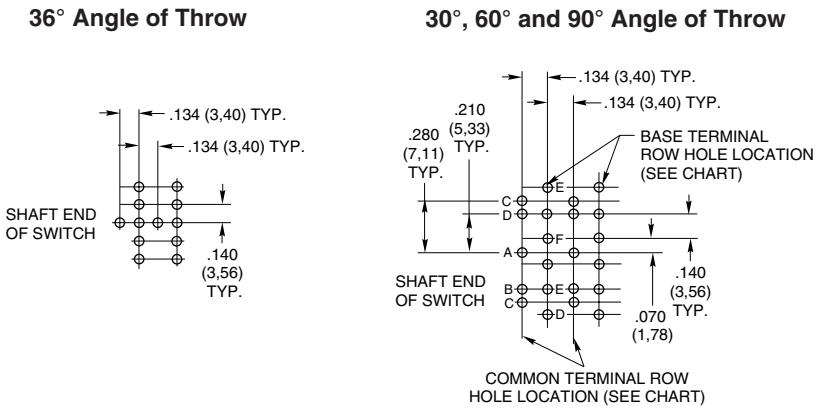 36° Angle of Throw
.134 (3,40) TYP.
.134 (3,40) TYP.
SHAFT END
OF SWITCH
.140
(3,56)
TYP.
30°, 60° and 90° Angle of Throw
.134 (3,40) TYP.
.134 (3,40) TYP.
.210
(5,33)
TYP.
.280
(7,11)
TYP.
BASE TERMINAL
ROW HOLE LOCATION
(SEE CHART)
E
C
D
F
A
SHAFT END
OF SWITCH
B
E
C
D
.140
(3,56)
TYP.
.070
(1,78)
COMMON TERMINAL ROW
HOLE LOCATION (SEE CHART)